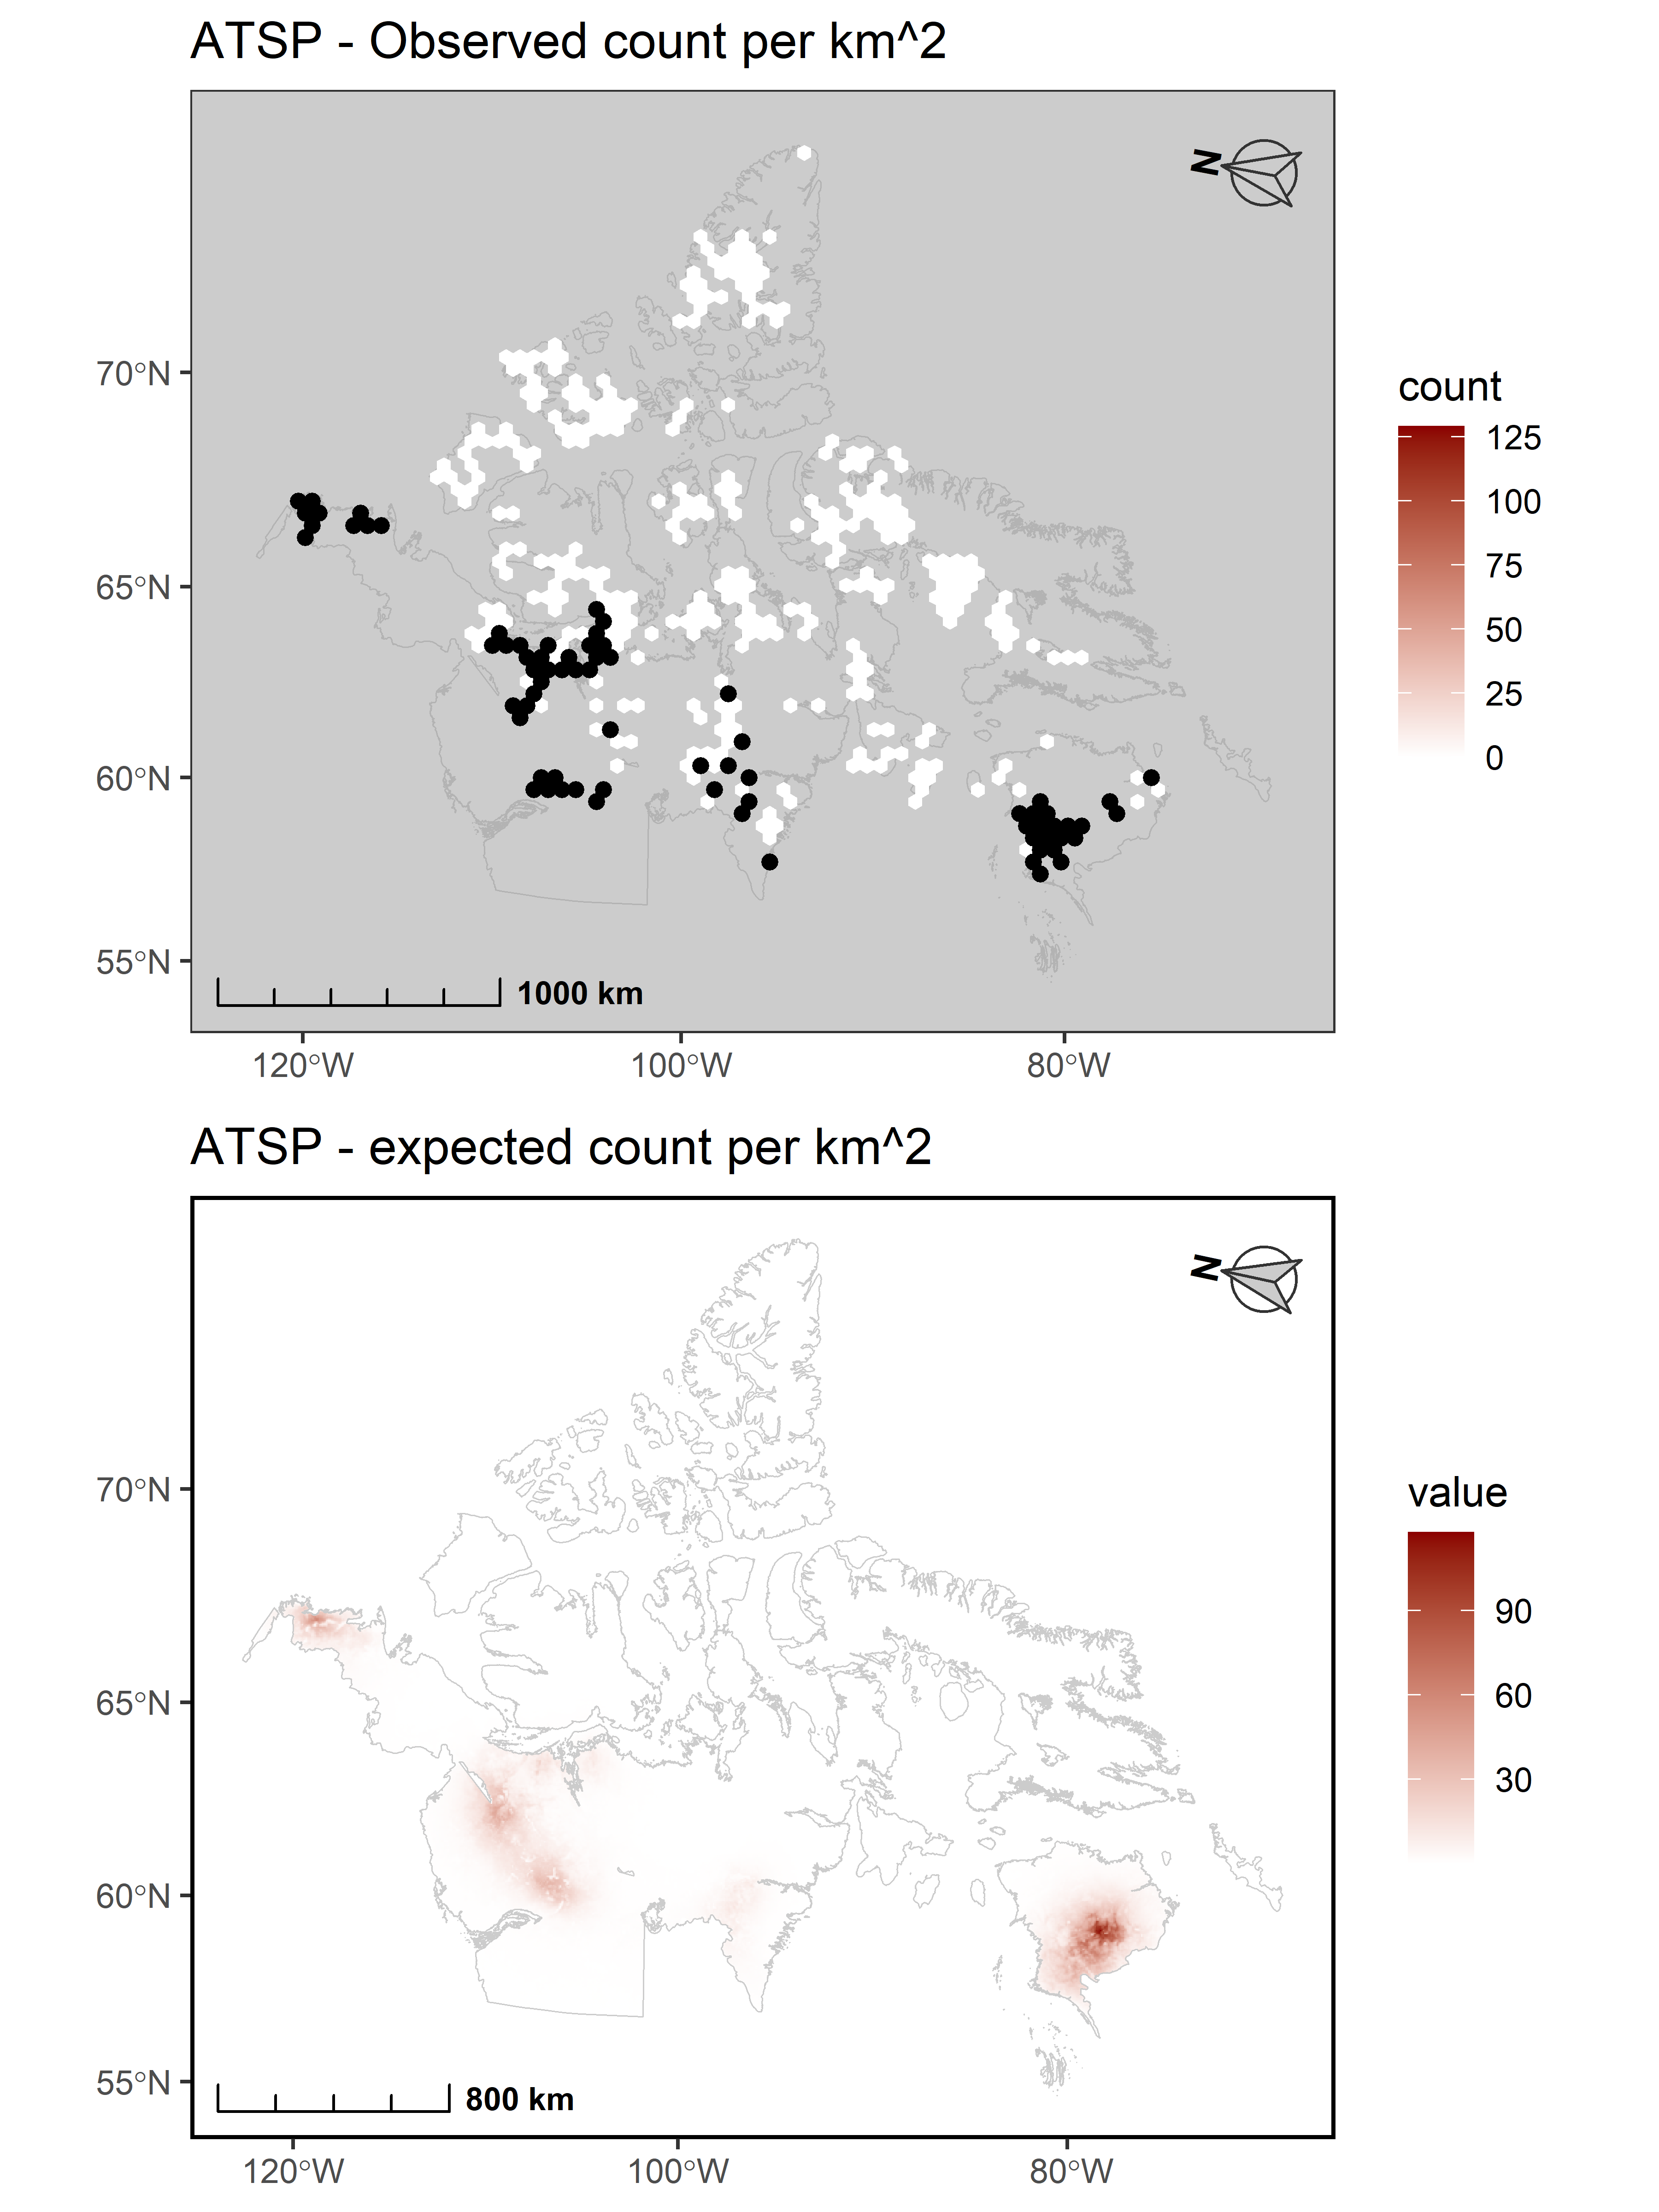 ATSP - Observed count per km^2
N
70°N
65°N
60°N
55°N
1000 km
120°W
100°W
80°W
count
125
100
75
50
25
0
ATSP - expected count per km^2
N
70°N
65°N
60°N
55°N
800 km
120°W
100°W
80°W
value
90
60
30